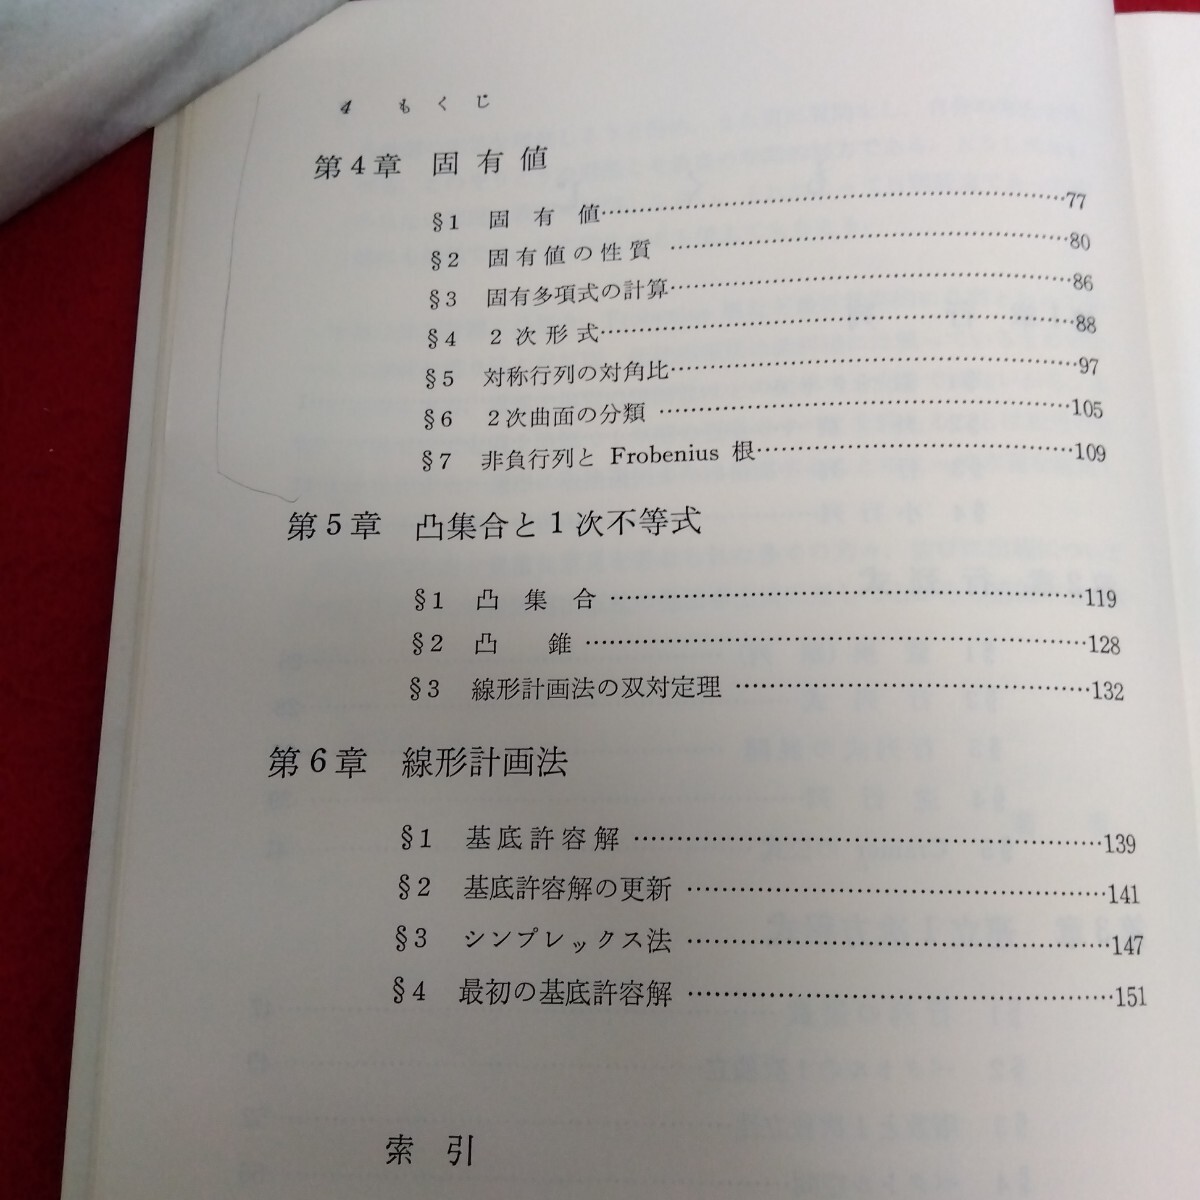 4 もくじ
第4章 固有値
§1 固有値……77
§2 固有値の性質……80
§3 固有多項式の計算……86
§4 2次形式……88
§5 対称行列の対角比……97
§6 2次曲面の分類……105
§7 非負行列と Frobenius 根……109
第5章 凸集合と1次不等式
§1 凸集合……119
§2 凸錐……128
§3 線形計画法の双対定理……132
第6章 線形計画法
§1 基底許容解……139
§2 基底許容解の更新……141
§3 シンプレックス法……147
§4 最初の基底許容解……151
索引